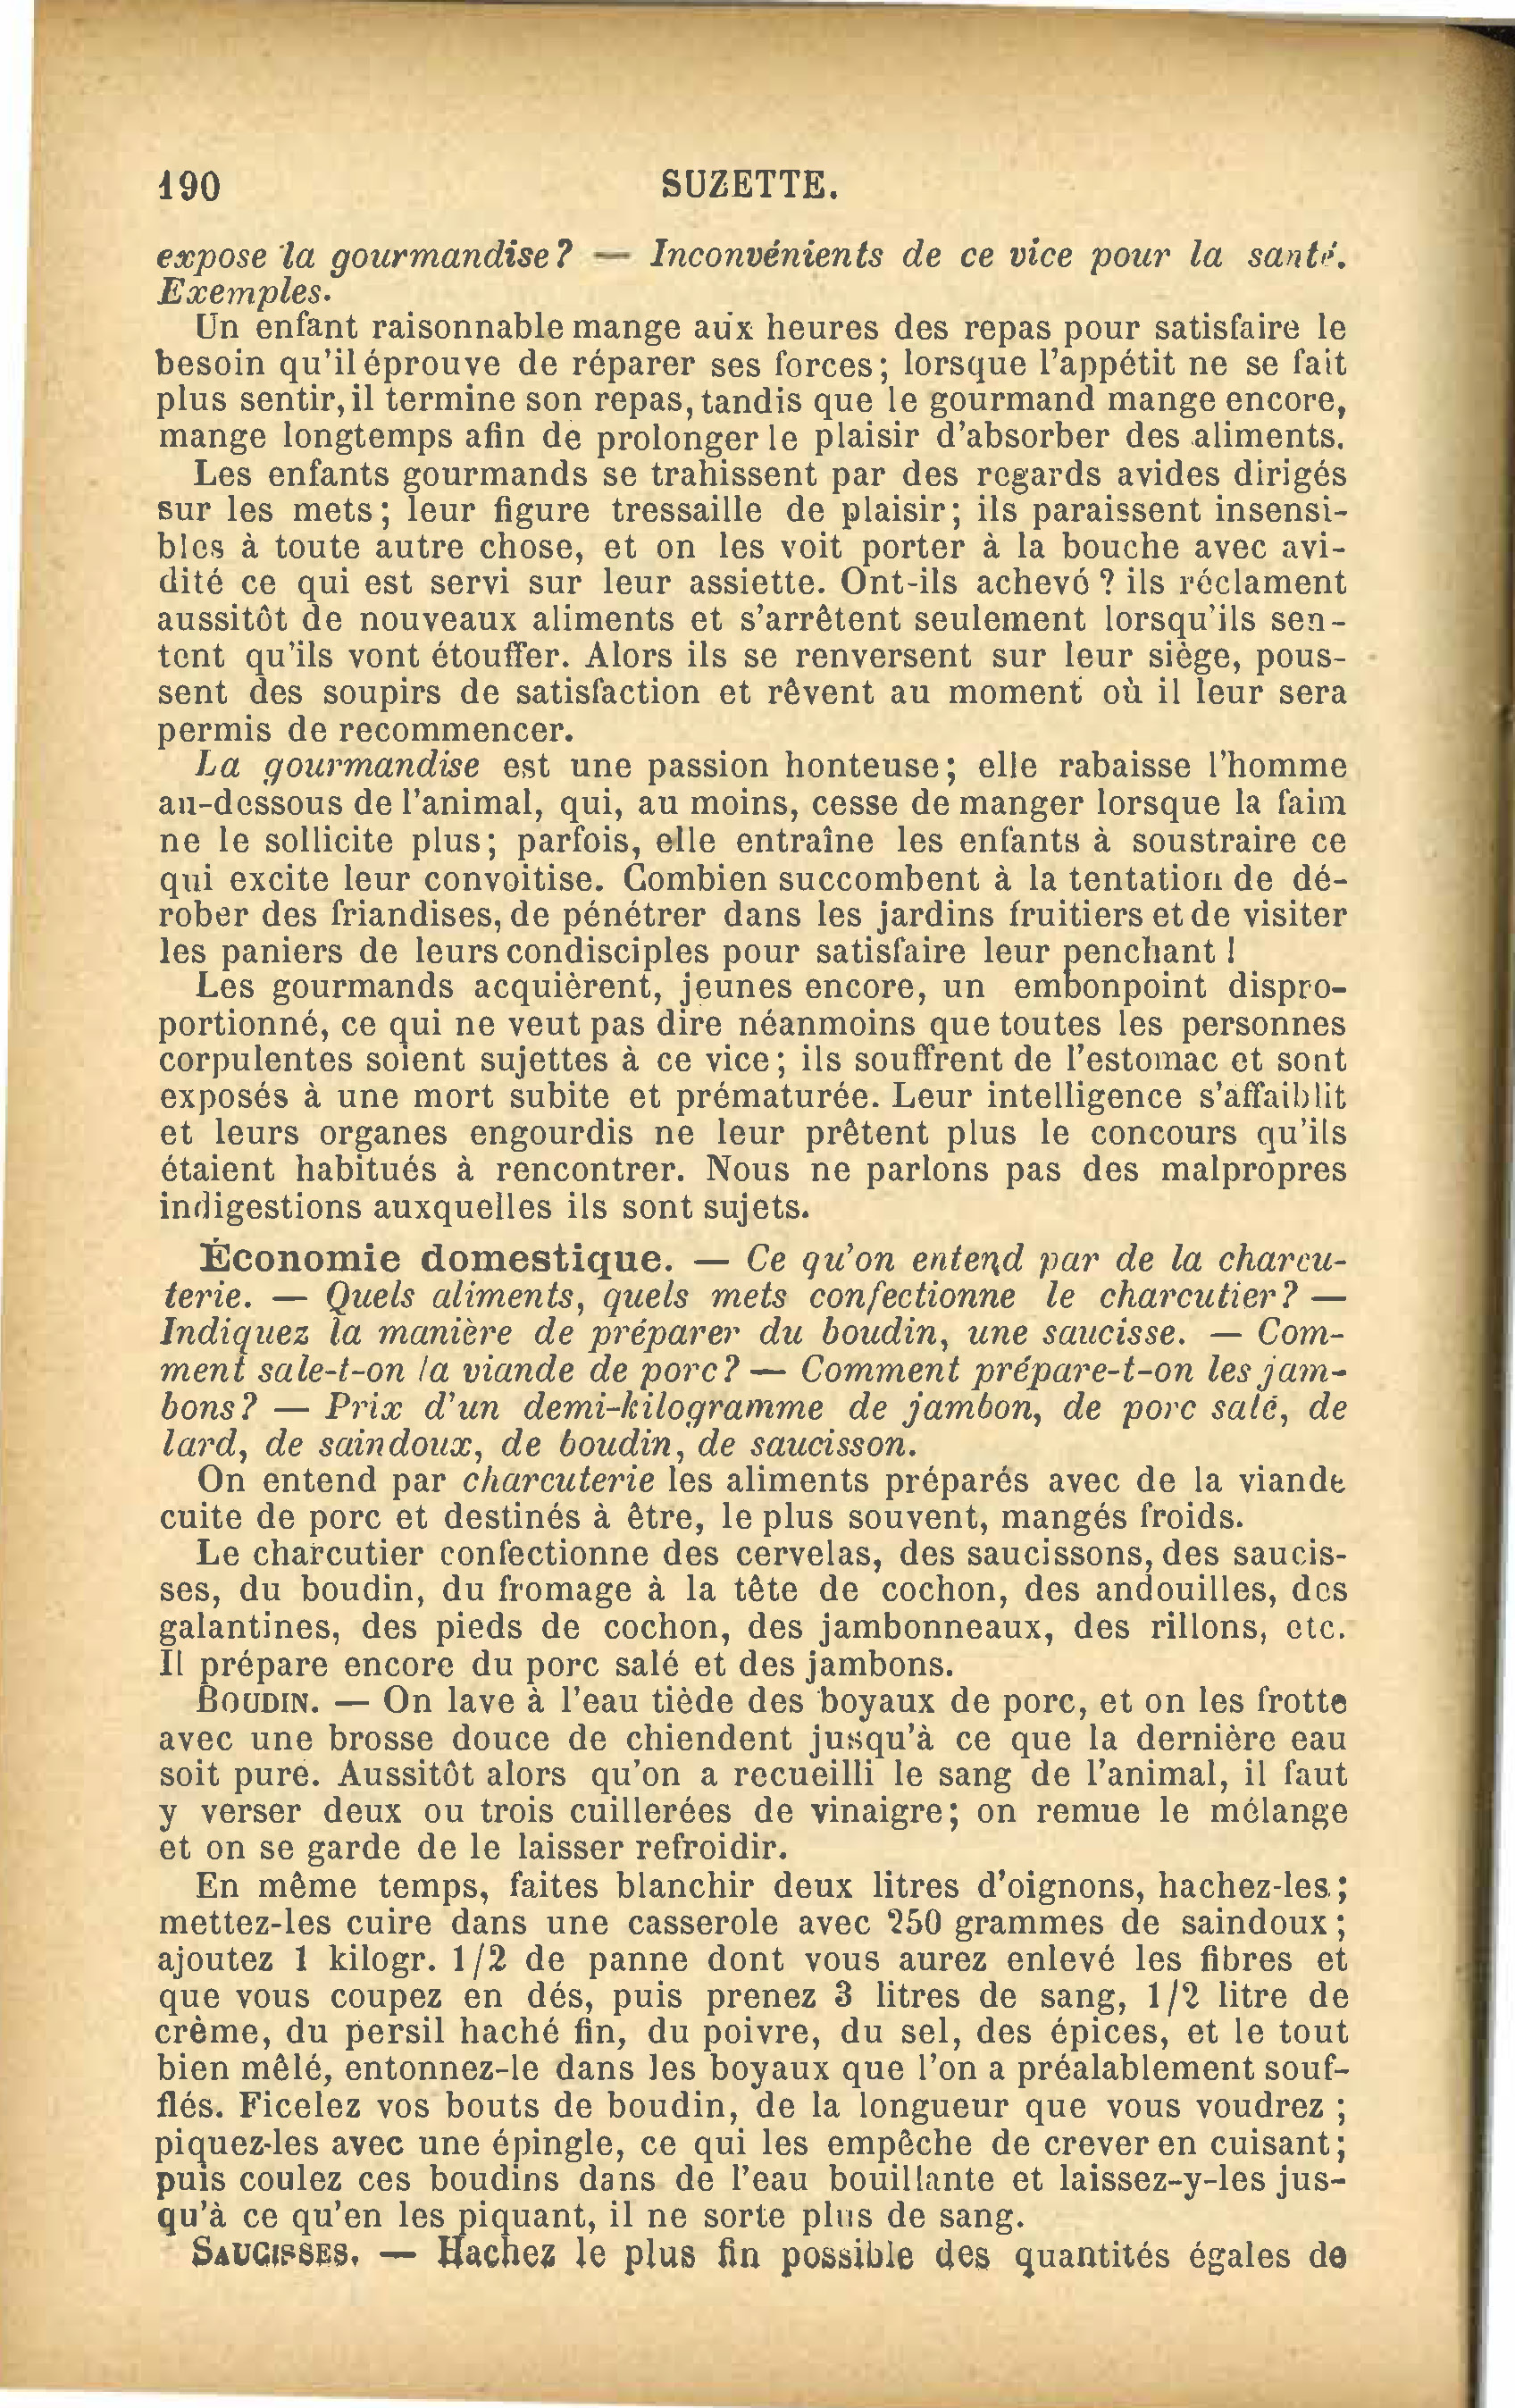 190 SUZETTE.
expose la gourmandise? — Inconvénients de ce vice pour la santé.
Exemples.
Un enfant raisonnable mange aux heures des repas pour satisfaire le
besoin qu'il éprouve de réparer ses forces; lorsque l'appétit ne se fait
plus sentir, il termine son repas, tandis que le gourmand mange encore,
mange longtemps afin de prolonger le plaisir d'absorber des aliments.
Les enfants gourmands se trahissent par des regards avides dirigés
sur les mets; leur figure tressaille de plaisir; ils paraissent insensi-
bles à toute autre chose, et on les voit porter à la bouche avec avi-
dité ce qui est servi sur leur assiette. Ont-ils achevé? ils réclament
aussitôt de nouveaux aliments et s'arrêtent seulement lorsqu'ils sen-
tent qu'ils vont étouffer. Alors ils se renversent sur leur siège, pous-
sent des soupirs de satisfaction et rêvent au moment où il leur sera
permis de recommencer.
La gourmandise est une passion honteuse; elle rabaisse l'homme
au-dessous de l'animal, qui, au moins, cesse de manger lorsque la faim
ne le sollicite plus; parfois, elle entraîne les enfants à soustraire ce
qui excite leur convoitise. Combien succombent à la tentation de dé-
rober des friandises, de pénétrer dans les jardins fruitiers et de visiter
les paniers de leurs condisciples pour satisfaire leur penchant!
Les gourmands acquièrent, jeunes encore, un embonpoint dispro-
portionné, ce qui ne veut pas dire néanmoins que toutes les personnes
corpulentes soient sujettes à ce vice; ils souffrent de l'estomac et sont
exposés à une mort subite et prématurée. Leur intelligence s'affaiblit
et leurs organes engourdis ne leur prêtent plus le concours qu'ils
étaient habitués à rencontrer. Nous ne parlons pas des malpropres
indigestions auxquelles ils sont sujets.
Économie domestique. — Ce qu'on entend par de la charcu-
terie. — Quels aliments, quels mets confectionne le charcutier? —
Indiquez la manière de préparer du boudin, une saucisse. — Com-
ment sale-t-on la viande de porc? — Comment prépare-t-on les jam-
bons? — Prix d'un demi-kilogramme de jambon, de porc salé, de
lard, de saindoux, de boudin, de saucisson.
On entend par charcuterie les aliments préparés avec de la viande
cuite de porc et destinés à être, le plus souvent, mangés froids.
Le charcutier confectionne des cervelas, des saucissons, des saucis-
ses, du boudin, du fromage à la tête de cochon, des andouilles, des
galantines, des pieds de cochon, des jambonneaux, des rillons, etc.
Il prépare encore du porc salé et des jambons.
BOUDIN. — On lave à l'eau tiède des boyaux de porc, et on les frotte
avec une brosse douce de chiendent jusqu'à ce que la dernière eau
soit pure. Aussitôt alors qu'on a recueilli le sang de l'animal, il faut
y verser deux ou trois cuillerées de vinaigre; on remue le mélange
et on se garde de le laisser refroidir.
En même temps, faites blanchir deux litres d'oignons, hachez-les;
mettez-les cuire dans une casserole avec 250 grammes de saindoux;
ajoutez 1 kilogr. 1/2 de panne dont vous aurez enlevé les fibres et
que vous coupez en dés, puis prenez 3 litres de sang, 1/2 litre de
crème, du persil haché fin, du poivre, du sel, des épices, et le tout
bien mêlé, entonnez-le dans les boyaux que l'on a préalablement souf-
flés. Ficelez vos bouts de boudin, de la longueur que vous voudrez;
piquez-les avec une épingle, ce qui les empêche de crever en cuisant;
puis coulez ces boudins dans de l'eau bouillante et laissez-y-les jus-
qu'à ce qu'en les piquant, il ne sorte plus de sang.
SAUCISSES. — Hachez le plus fin possible des quantités égales de